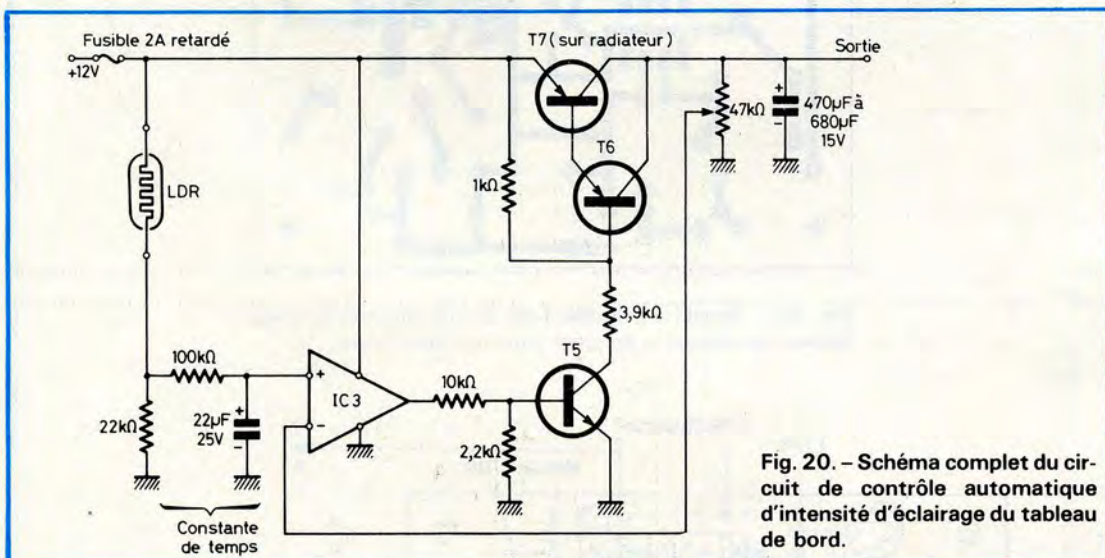 Fusible 2A retardé
+12V
T7 (sur radiateur)
Sortie
LDR
1kΩ
T6
47kΩ
470µF à
680µF
15V
+
-
3,9kΩ
T5
100kΩ
22kΩ
+
22µF
25V
-
+
IC3
-
10kΩ
2,2kΩ
Constante
de temps
Fig. 20. – Schéma complet du cir-
cuit de contrôle automatique
d'intensité d'éclairage du tableau
de bord.